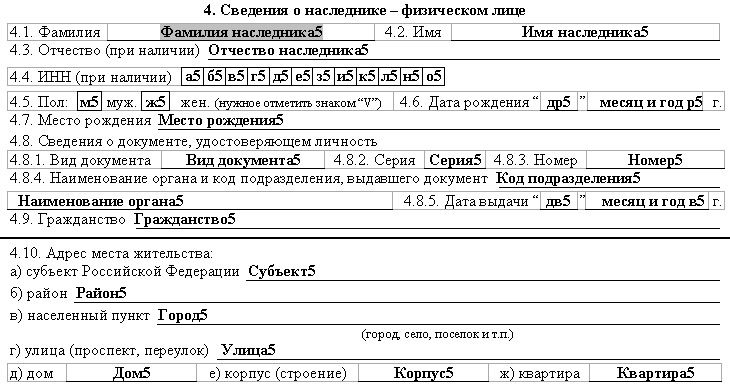 4. Сведения о наследнике – физическом лице
4.1. Фамилия Фамилия наследника5 4.2. Имя Имя наследника5
4.3. Отчество (при наличии) Отчество наследника5
4.4. ИНН (при наличии) а5 б5 в5 г5 д5 е5 з5 и5 к5 л5 н5 о5
4.5. Пол: м5 муж. ж5 жен. (нужное отметить знаком “V”) 4.6. Дата рождения “ др5 ” месяц и год р5 г.
4.7. Место рождения Место рождения5
4.8. Сведения о документе, удостоверяющем личность
4.8.1. Вид документа Вид документа5 4.8.2. Серия Серия5 4.8.3. Номер Номер5
4.8.4. Наименование органа и код подразделения, выдавшего документ Код подразделения5
Наименование органа5 4.8.5. Дата выдачи “ дв5 ” месяц и год в5 г.
4.9. Гражданство Гражданство5
4.10. Адрес места жительства:
а) субъект Российской Федерации Субъект5
б) район Район5
в) населенный пункт Город5
(город, село, поселок и т.п.)
г) улица (проспект, переулок) Улица5
д) дом Дом5 е) корпус (строение) Корпус5 ж) квартира Квартира5